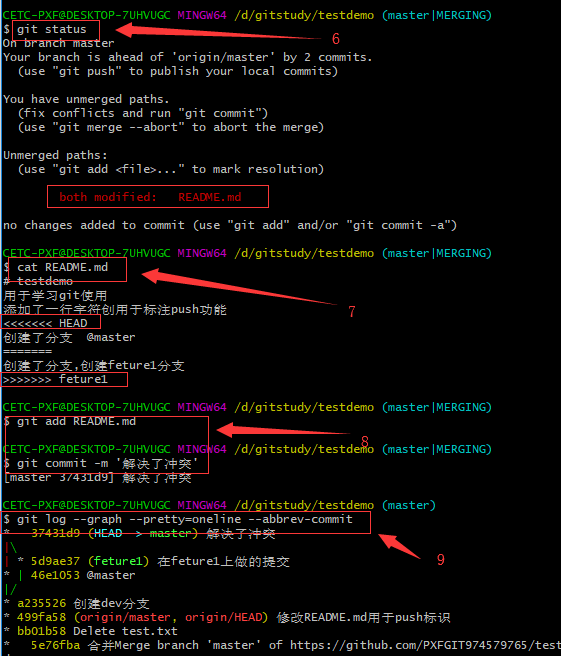 CETC-PXF@DESKTOP-7UHVUGC MINGW64 /d/gitstudy/testdemo (master|MERGING)
$ git status
6
On branch master
Your branch is ahead of 'origin/master' by 2 commits.
(use "git push" to publish your local commits)
You have unmerged paths.
(fix conflicts and run "git commit")
(use "git merge --abort" to abort the merge)
Unmerged paths:
(use "git add <file>..." to mark resolution)
both modified: README.md
no changes added to commit (use "git add" and/or "git commit -a")
CETC-PXF@DESKTOP-7UHVUGC MINGW64 /d/gitstudy/testdemo (master|MERGING)
$ cat README.md
# testdemo
用于学习git使用
添加了一行字符创用于标注push功能
7
<<<<<<< HEAD
创建了分支 @master
=======
创建了分支,创建feture1分支
>>>>>>> feture1
CETC-PXF@DESKTOP-7UHVUGC MINGW64 /d/gitstudy/testdemo (master|MERGING)
$ git add README.md
8
CETC-PXF@DESKTOP-7UHVUGC MINGW64 /d/gitstudy/testdemo (master|MERGING)
$ git commit -m '解决了冲突'
[master 37431d9] 解决了冲突
CETC-PXF@DESKTOP-7UHVUGC MINGW64 /d/gitstudy/testdemo (master)
$ git log --graph --pretty=oneline --abbrev-commit
* 37431d9 (HEAD -> master) 解决了冲突
|\
| * 5d9ae37 (feture1) 在feture1上做的提交
9
* | 46e1053 @master
|/
* a235526 创建dev分支
* 499fa58 (origin/master, origin/HEAD) 修改README.md用于push标识
* bb01b58 Delete test.txt
* 5e76fba 合并Merge branch 'master' of https://github.com/PXFGIT974579765/test